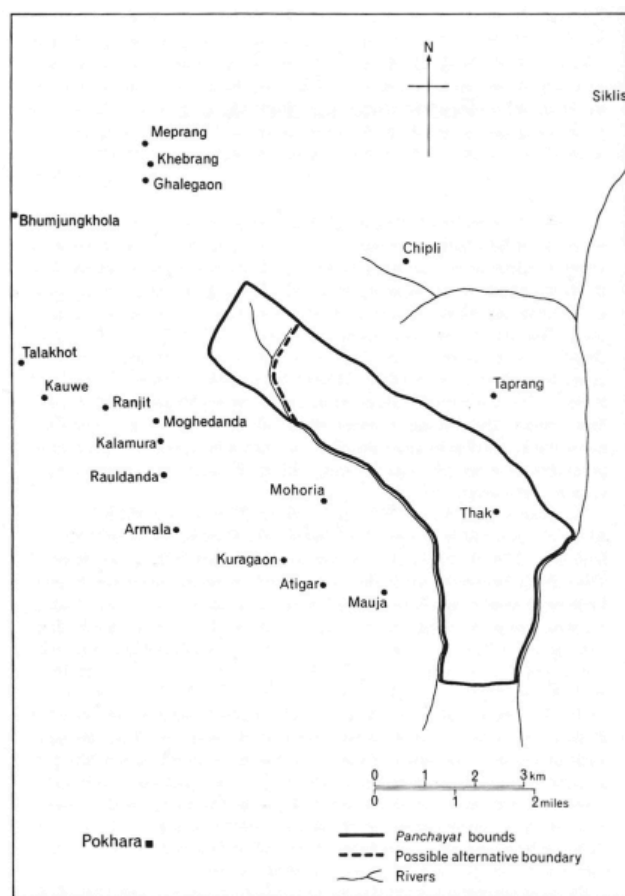 N
Siklis
Meprang
Khebrang
Ghalegaon
Bhumjungkhola
Chipli
Talakhot
Kauwe
Ranjit
Taprang
Moghedanda
Kalamura
Rauldanda
Mohoria
Thak
Armala
Kuragaon
Atigar
Mauja
0 1 2 3 km
0 1 2 miles
Pokhara
Panchayat bounds
Possible alternative boundary
Rivers